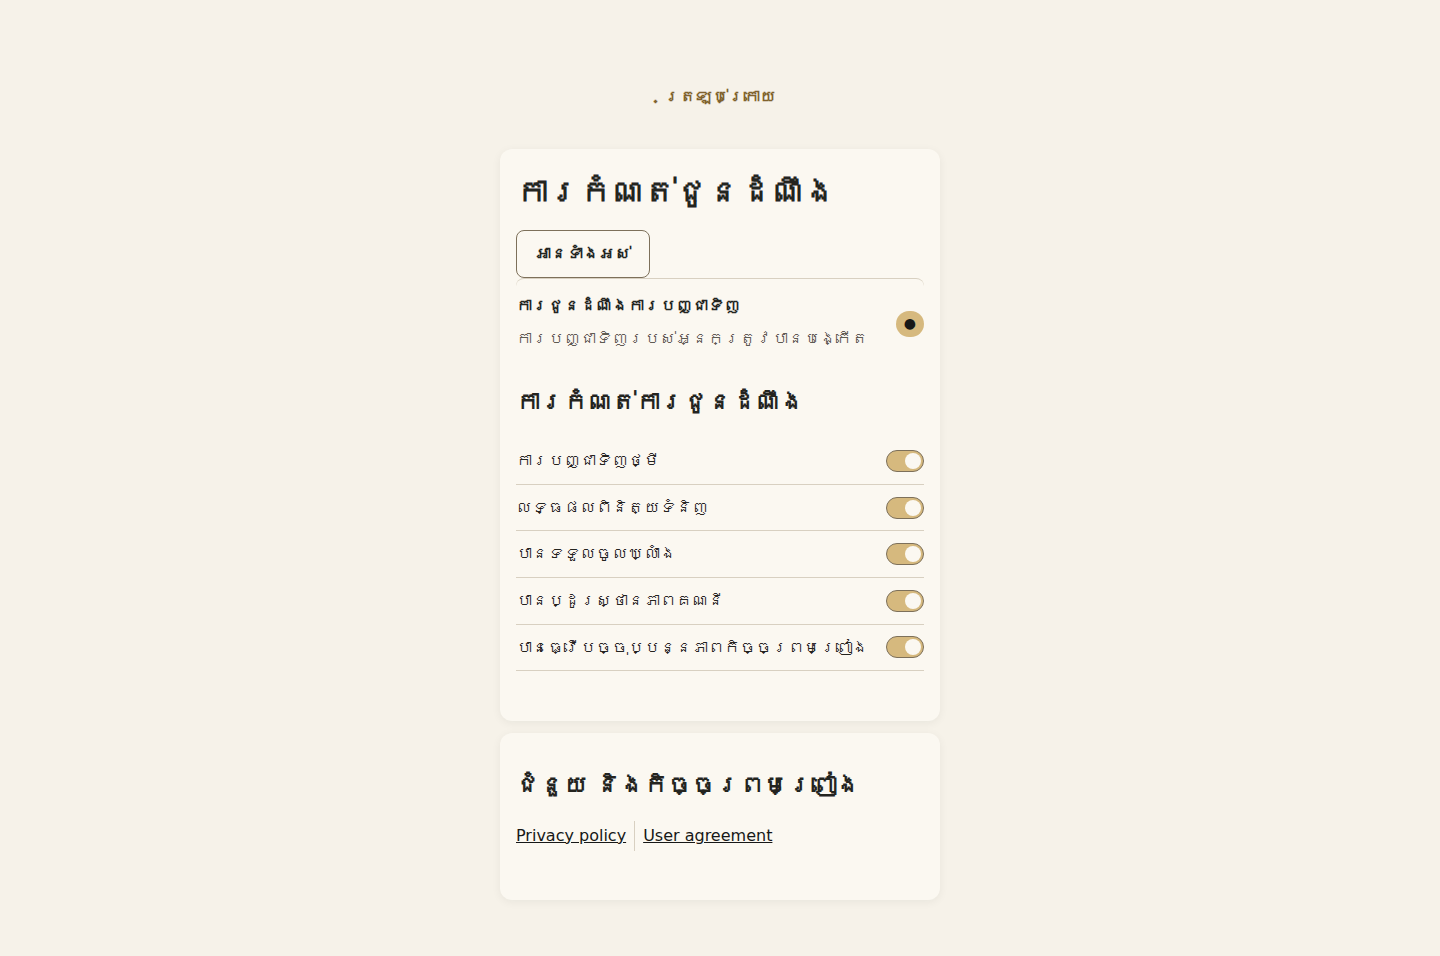 ត្រឡប់ក្រោយ
ការកំណត់ជូនដំណឹង
អានទាំងអស់
ការជូនដំណឹងការបញ្ជាទិញ
ការបញ្ជាទិញរបស់អ្នកត្រូវបានបង្កើត
ការកំណត់ការជូនដំណឹង
ការបញ្ជាទិញថ្មី
លទ្ធផលពិនិត្យទំនិញ
បានទទួលចូលឃ្លាំង
បានប្ដូរស្ថានភាពគណនី
បានធ្វើបច្ចុប្បន្នភាពកិច្ចព្រមព្រៀង
ជំនួយ និងកិច្ចព្រមព្រៀង
Privacy policy User agreement